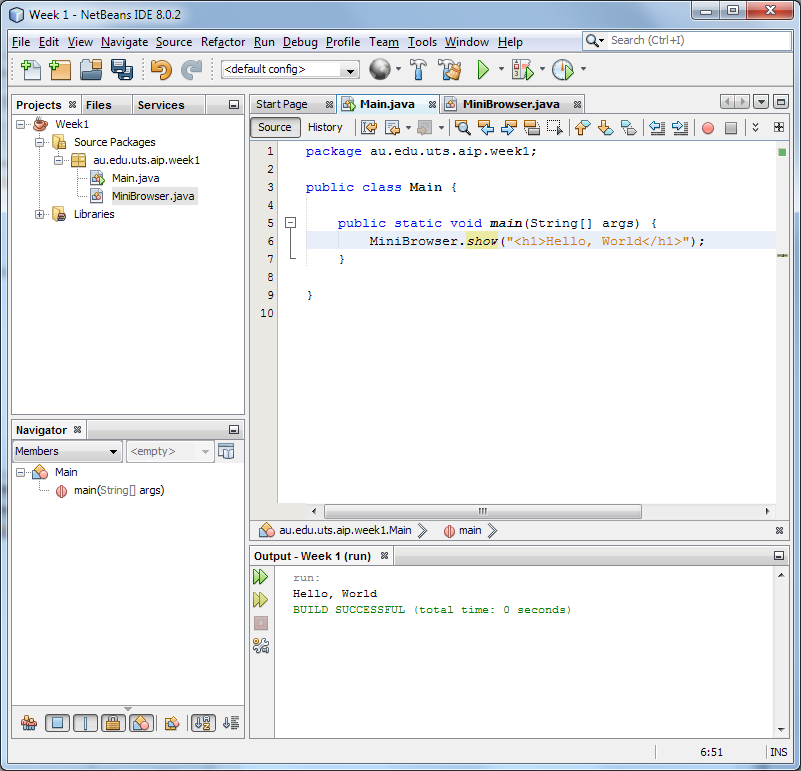 Week 1 - NetBeans IDE 8.0.2
File Edit View Navigate Source Refactor Run Debug Profile Team Tools Window Help
Search (Ctrl+I)
<default config>
Projects Files Services
Week1
Source Packages
au.edu.uts.aip.week1
Main.java
MiniBrowser.java
Libraries
Start Page Main.java MiniBrowser.java
Source History
1 package au.edu.uts.aip.week1;
2
3 public class Main {
4
5 public static void main(String[] args) {
6 MiniBrowser.show("<h1>Hello, World</h1>");
7 }
8
9 }
10
au.edu.uts.aip.week1.Main main
Navigator
Members <empty>
Main
main(String[] args)
Output - Week 1 (run)
run:
Hello, World
BUILD SUCCESSFUL (total time: 0 seconds)
6:51 INS